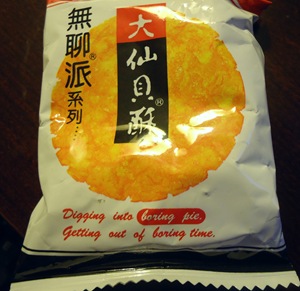 無聊派®
系列...
大仙貝酥®
Digging into boring pie.
Getting out of boring time.